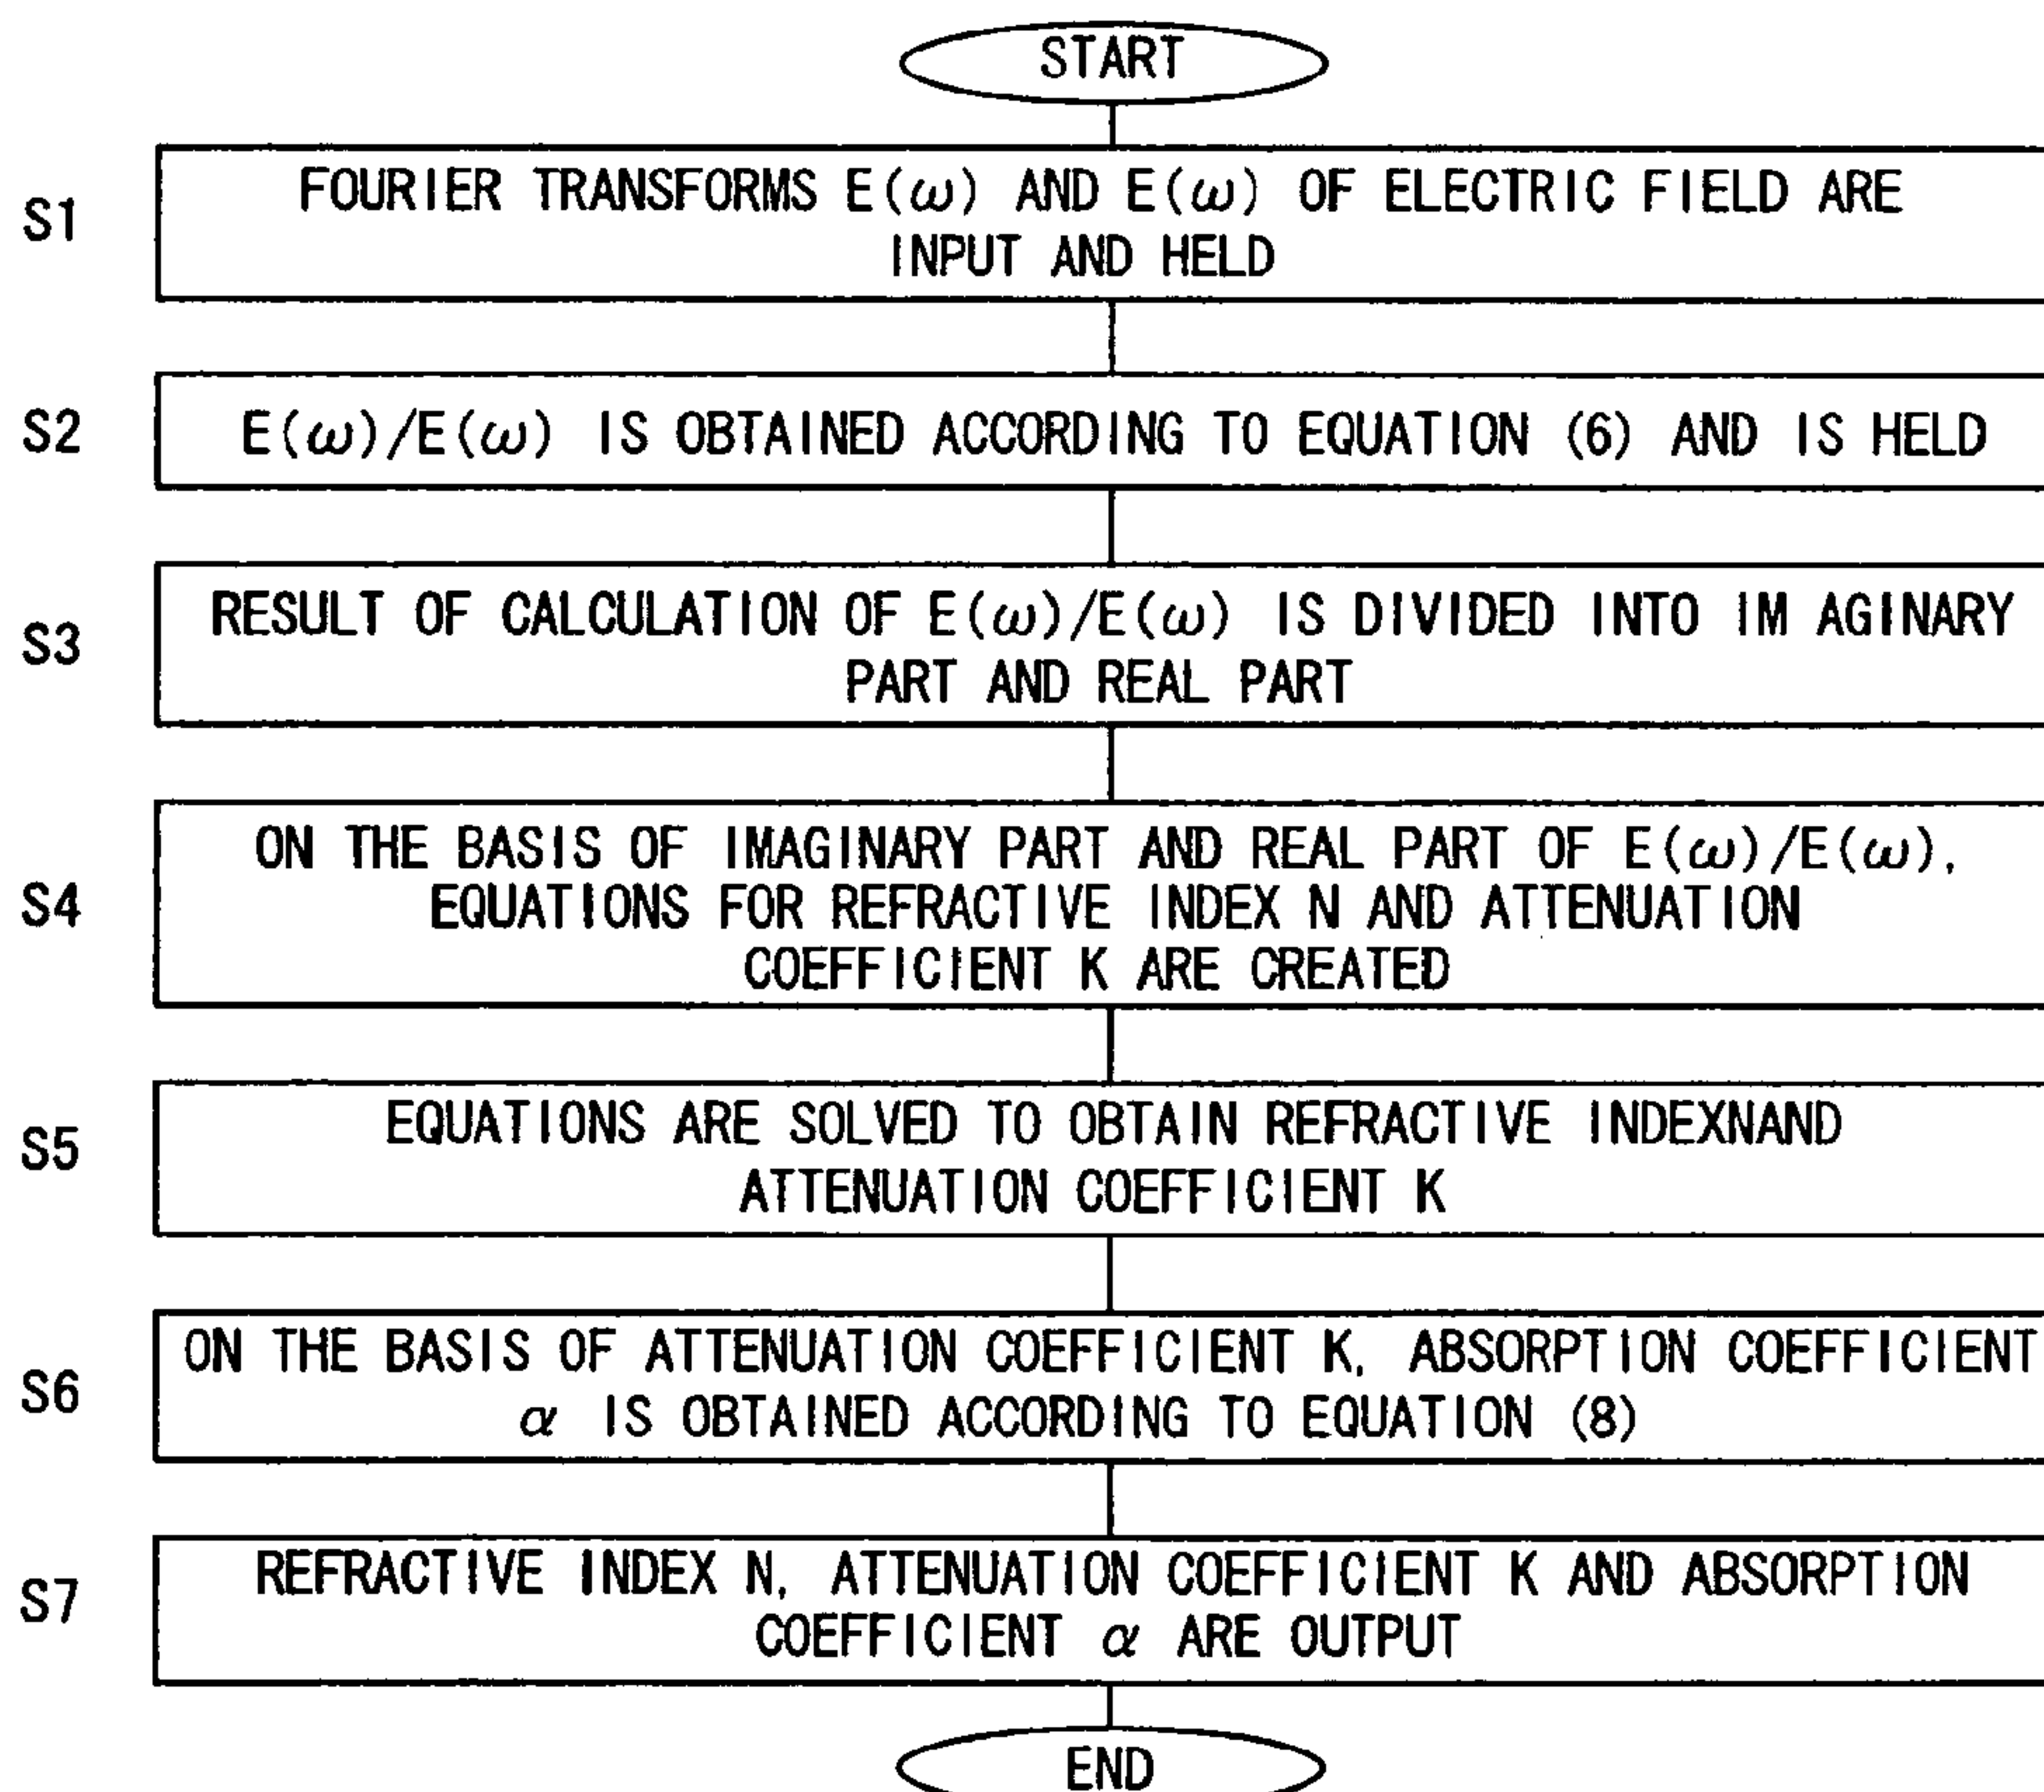 START
S1
FOURIER TRANSFORMS E(ω) AND E(ω) OF ELECTRIC FIELD ARE
INPUT AND HELD
S2
E(ω)/E(ω) IS OBTAINED ACCORDING TO EQUATION (6) AND IS HELD
S3
RESULT OF CALCULATION OF E(ω)/E(ω) IS DIVIDED INTO IM AGINARY
PART AND REAL PART
S4
ON THE BASIS OF IMAGINARY PART AND REAL PART OF E(ω)/E(ω),
EQUATIONS FOR REFRACTIVE INDEX N AND ATTENUATION
COEFFICIENT K ARE CREATED
S5
EQUATIONS ARE SOLVED TO OBTAIN REFRACTIVE INDEXNAND
ATTENUATION COEFFICIENT K
S6
ON THE BASIS OF ATTENUATION COEFFICIENT K, ABSORPTION COEFFICIENT
α IS OBTAINED ACCORDING TO EQUATION (8)
S7
REFRACTIVE INDEX N, ATTENUATION COEFFICIENT K AND ABSORPTION
COEFFICIENT α ARE OUTPUT
END